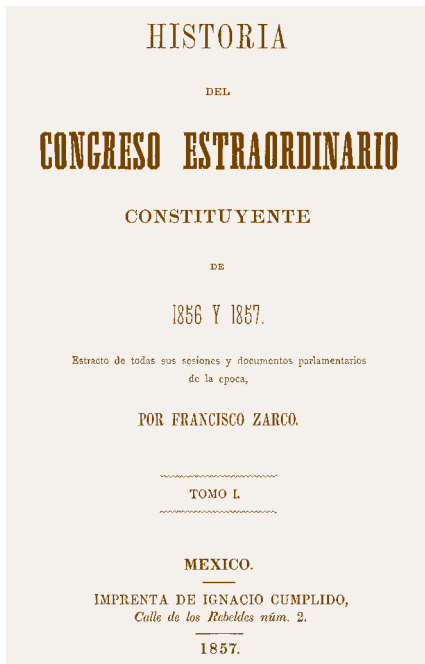 HISTORIA
DEL
CONGRESO ESTRAORDINARIO
CONSTITUYENTE
DE
1856 Y 1857.
Estracto de todas sus sesiones y documentos parlamentarios
de la epoca,
POR FRANCISCO ZARCO.
TOMO I.
MEXICO.
IMPRENTA DE IGNACIO CUMPLIDO,
Calle de los Rebeldes núm. 2.
1857.